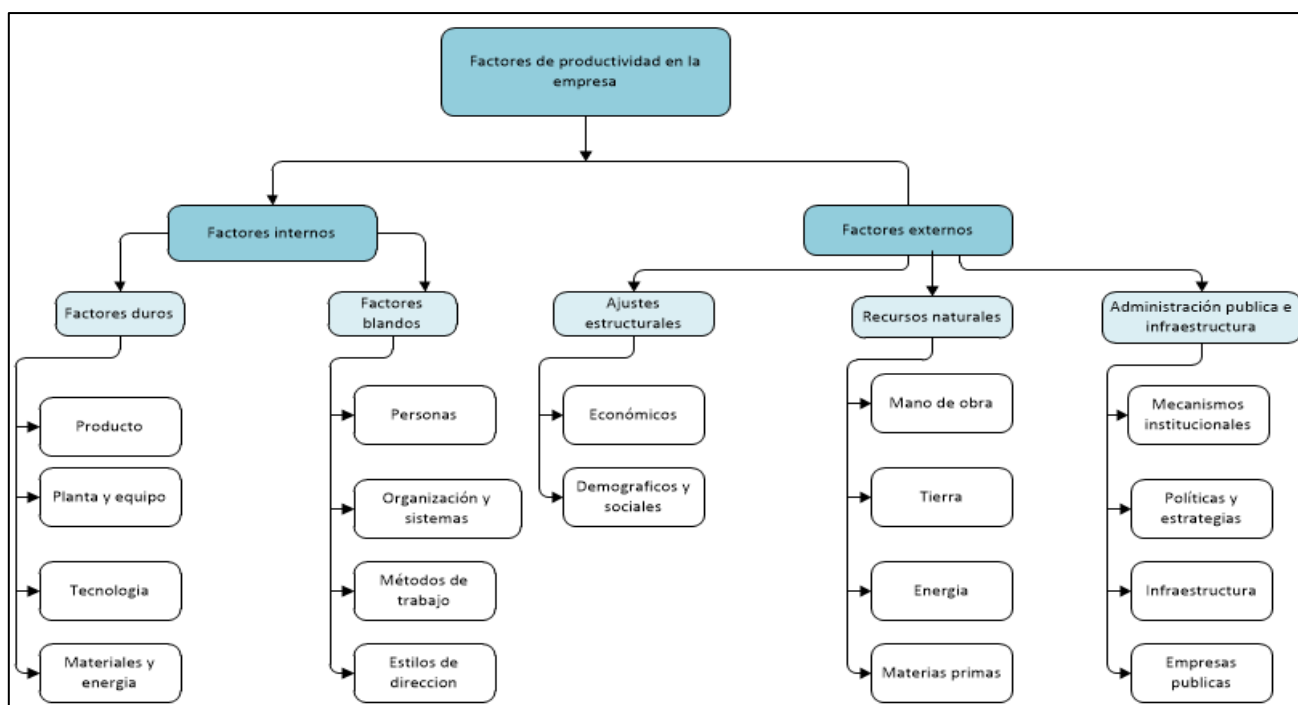 Factores de productividad en la
empresa
Factores internos
Factores externos
Factores duros
Factores
blandos
Ajustes
estructurales
Recursos naturales
Administración publica e
infraestructura
Producto
Planta y equipo
Tecnologia
Materiales y
energia
Personas
Organización y
sistemas
Métodos de
trabajo
Estilos de
direccion
Económicos
Demograficos y
sociales
Mano de obra
Tierra
Energia
Materias primas
Mecanismos
institucionales
Políticas y
estrategias
Infraestructura
Empresas
publicas